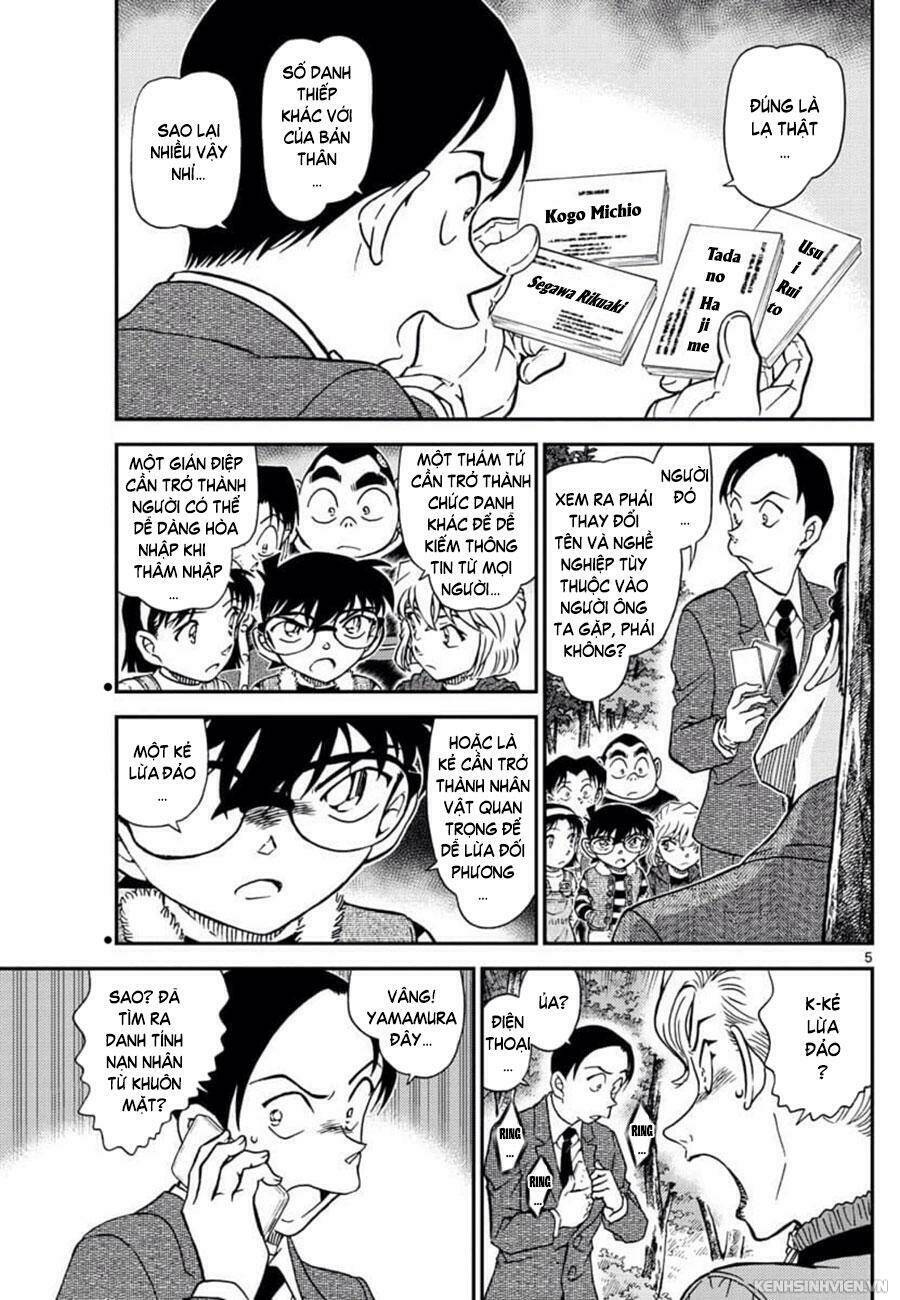 ĐÚNG LÀ
LẠ THẬT
...
SỐ DANH
THIẾP
KHÁC VỚI
CỦA BẢN
THÂN
...
SAO LẠI
NHIỀU VẬY
NHỈ...
Kogo Michio
Segawa Rikuaki
Tada
no
Ha
ji
me
Usu
i
Rui
to
NGƯỜI
ĐÓ
...
XEM RA PHẢI
THAY ĐỔI
TÊN VÀ NGHỀ
NGHIỆP TÙY
THUỘC VÀO
NGƯỜI ÔNG
TA GẶP, PHẢI
KHÔNG?
MỘT THÁM TỬ
CẦN TRỞ THÀNH
CHỨC DANH
KHÁC ĐỂ DỄ
KIẾM THÔNG
TIN TỪ MỌI
NGƯỜI...
MỘT GIÁN ĐIỆP
CẦN TRỞ THÀNH
NGƯỜI CÓ THỂ
DỄ DÀNG HÒA
NHẬP KHI
THÂM NHẬP
...
HOẶC LÀ
KẺ CẦN TRỞ
THÀNH NHÂN
VẬT QUAN
TRỌNG ĐỂ
DỄ LỪA ĐỐI
PHƯƠNG
...
MỘT KẺ
LỪA ĐẢO
...
5
K-KẺ
LỪA
ĐẢO
?
ỦA?
ĐIỆN
THOẠI
...
RING
...
RING
...
RING
...
VÂNG!
YAMAMURA
ĐÂY...
SAO? ĐÃ
TÌM RA
DANH TÍNH
NẠN NHÂN
TỪ KHUÔN
MẶT?
KENHSINHVIEN.VN